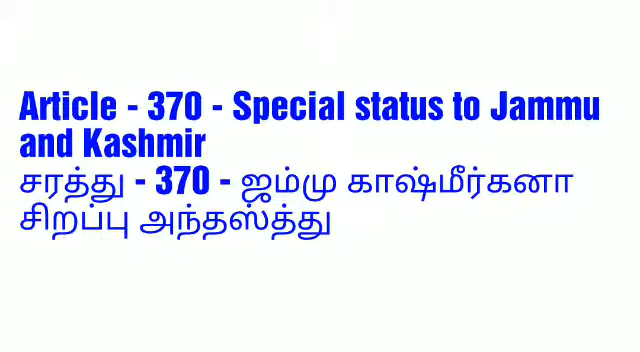 Article - 370 - Special status to Jammu
and Kashmir
சரத்து - 370 - ஜம்மு காஷ்மீர்கனா
சிறப்பு அந்தஸ்த்து